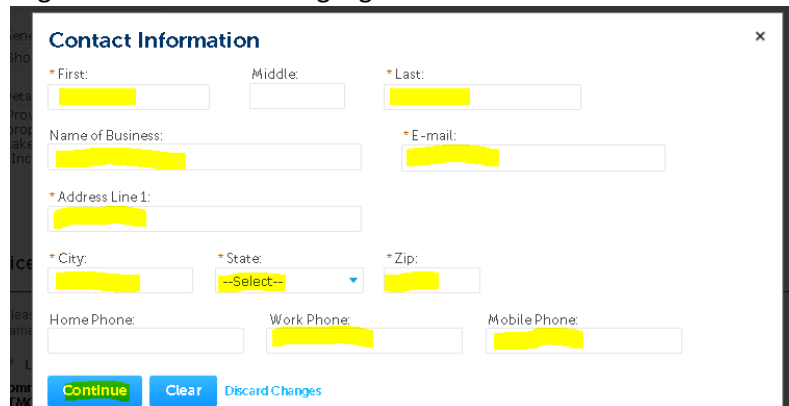 Contact Information ×
* First: Middle: * Last:
Name of Business: * E-mail:
* Address Line 1:
* City: * State: * Zip:
--Select--
Home Phone: Work Phone: Mobile Phone:
Continue Clear Discard Changes